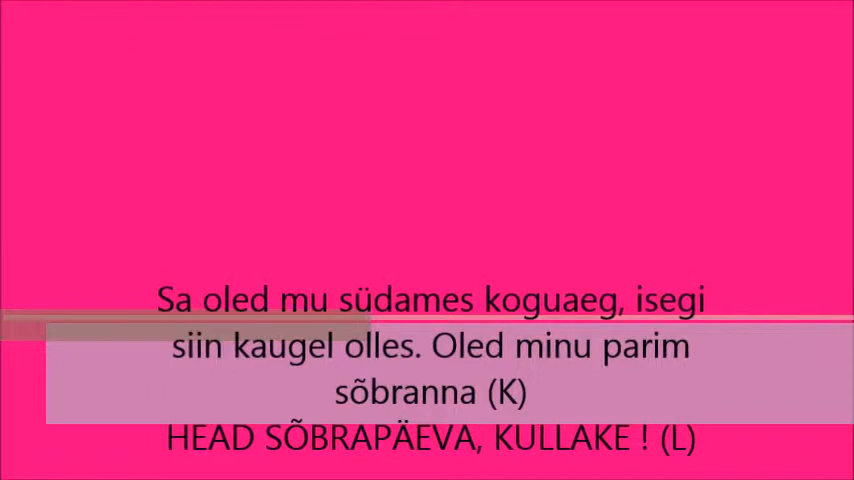 Sa oled mu südames koguaeg, isegi
siin kaugel olles. Oled minu parim
sõbranna (K)
HEAD SÕBRAPÄEVA, KULLAKE ! (L)